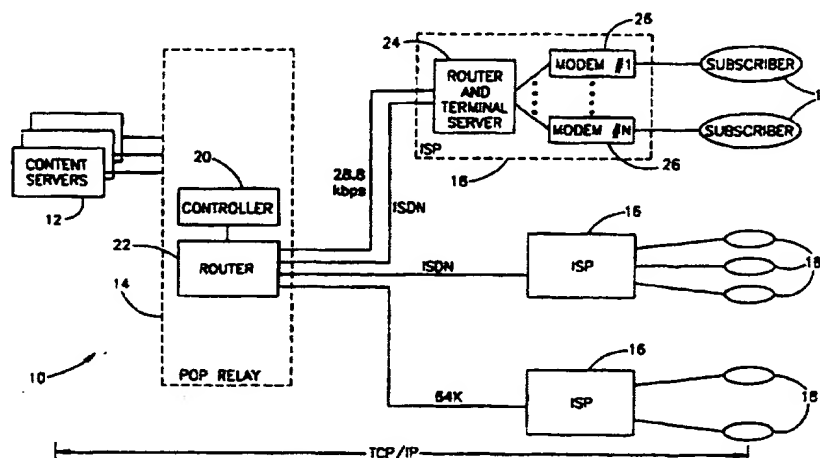 26
24
MODEM #1
SUBSCRIBER
ROUTER
AND
TERMINAL
SERVER
MODEM #N
SUBSCRIBER
ISP
26
16
CONTENT
SERVERS
12
20
CONTROLLER
28.8
kbps
ISDN
22
ROUTER
ISDN
16
ISP
18
14
POP RELAY
10
64K
16
ISP
18
TCP/IP